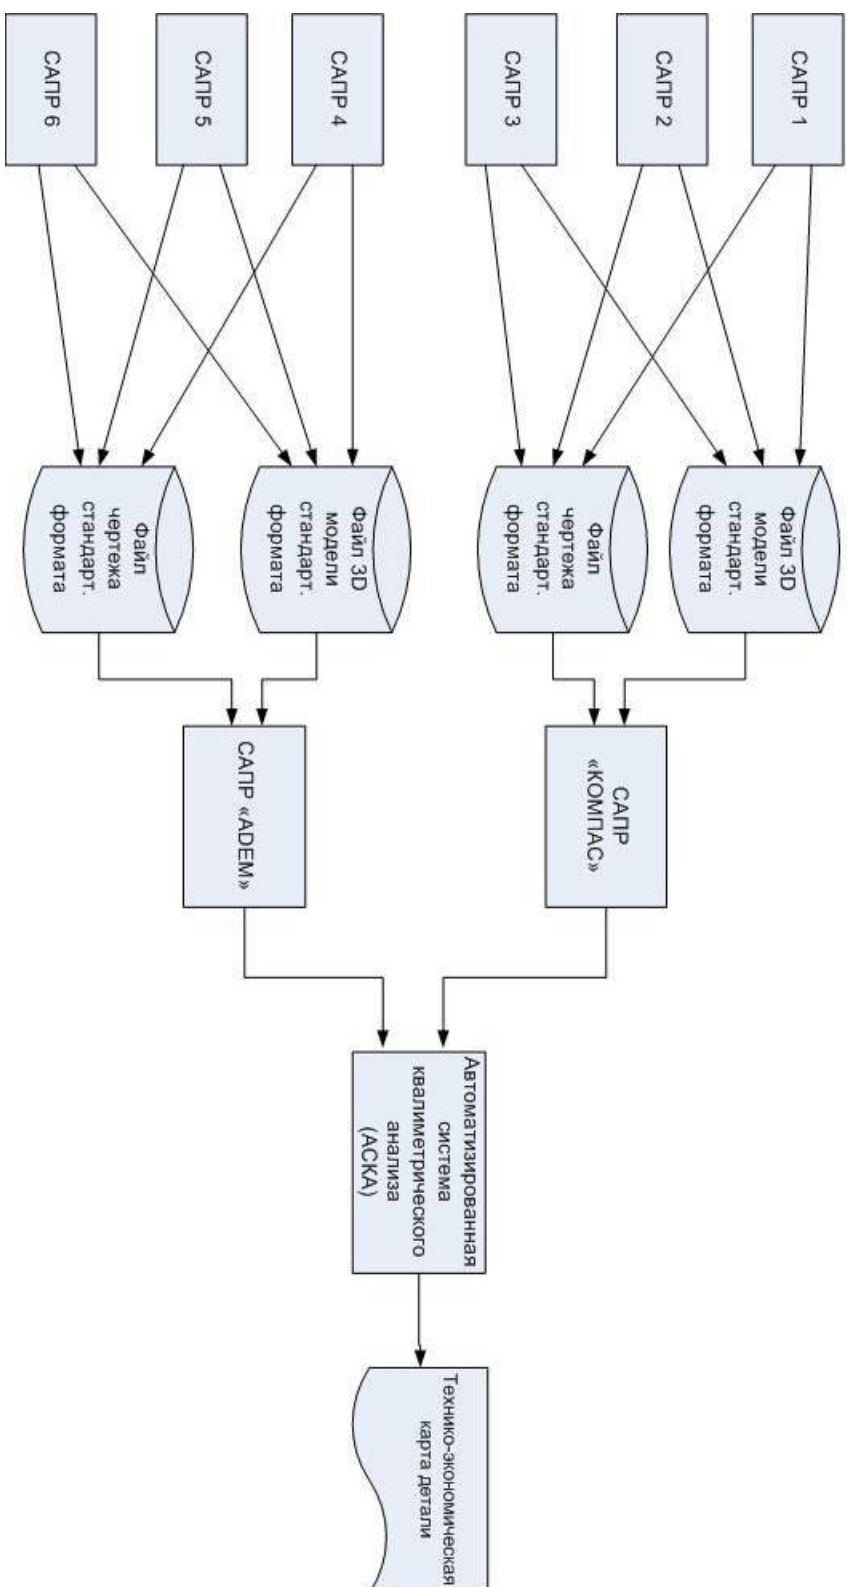 САПР 1
САПР 2
САПР 3
САПР 4
САПР 5
САПР 6
Файл 3D
модели
стандарт.
формата
Файл
чертежа
стандарт.
формата
Файл 3D
модели
стандарт.
формата
Файл
чертежа
стандарт.
формата
САПР
«КОМПАС»
САПР «ADEM»
Автоматизированная
система
квалиметрического
анализа
(АСКА)
Технико-экономическая
карта детали